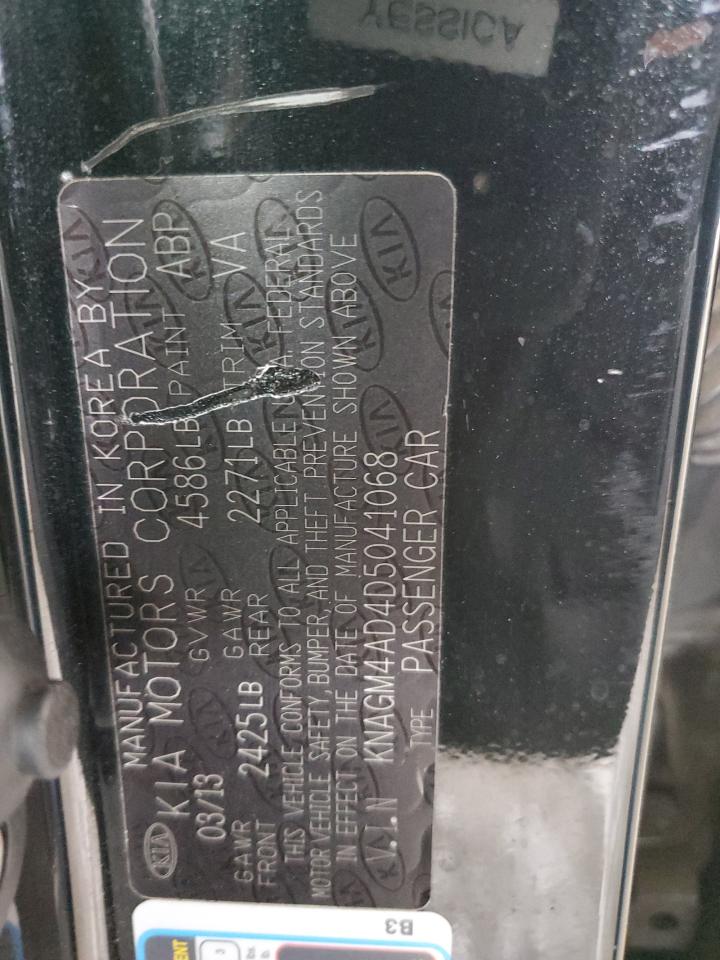 MANUFACTURED IN KOREA BY
KIA KIA MOTORS CORPORATION
03/13 GVWR 4586LB PAINT ABP
GAWR FRONT 2425LB GAWR REAR 2271LB TRIM VA
THIS VEHICLE CONFORMS TO ALL APPLICABLE FEDERAL
MOTOR VEHICLE SAFETY, BUMPER, AND THEFT PREVENTION STANDARDS
IN EFFECT ON THE DATE OF MANUFACTURE SHOWN ABOVE
V.I.N KNAGM4AD4D5041068
TYPE PASSENGER CAR
B3
YESSICA